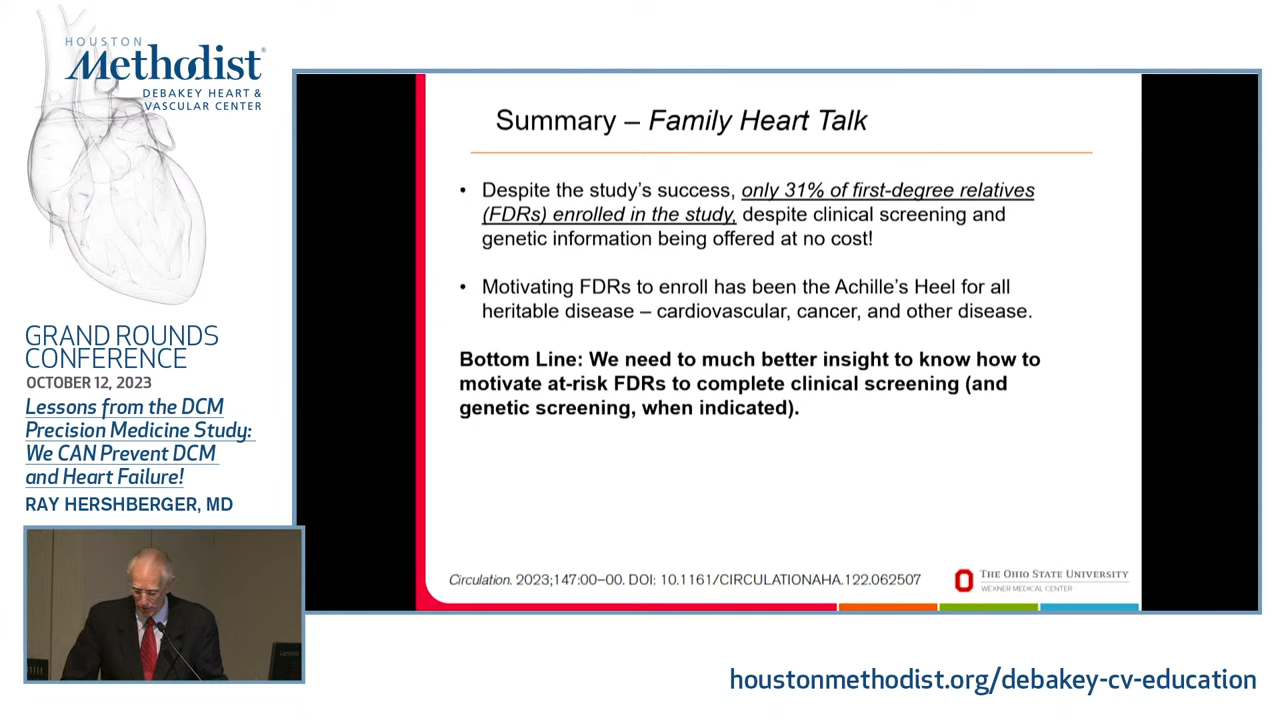 HOUSTON
Methodist®
DEBAKEY HEART &
VASCULAR CENTER
GRAND ROUNDS
CONFERENCE
OCTOBER 12, 2023
Lessons from the DCM
Precision Medicine Study:
We CAN Prevent DCM
and Heart Failure!
RAY HERSHBERGER, MD
Summary – Family Heart Talk
• Despite the study’s success, only 31% of first-degree relatives
(FDRs) enrolled in the study, despite clinical screening and
genetic information being offered at no cost!
• Motivating FDRs to enroll has been the Achille’s Heel for all
heritable disease – cardiovascular, cancer, and other disease.
Bottom Line: We need to much better insight to know how to
motivate at-risk FDRs to complete clinical screening (and
genetic screening, when indicated).
Circulation. 2023;147:00–00. DOI: 10.1161/CIRCULATIONAHA.122.062507
THE OHIO STATE UNIVERSITY
WEXNER MEDICAL CENTER
houstonmethodist.org/debakey-cv-education